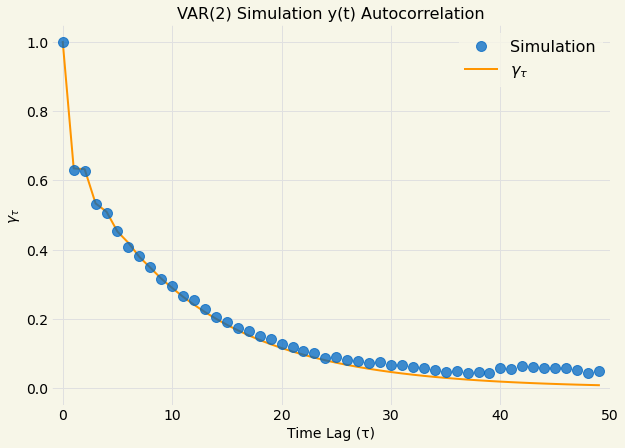 VAR(2) Simulation y(t) Autocorrelation
Simulation
γτ
γτ
1.0
0.8
0.6
0.4
0.2
0.0
0
10
20
30
40
50
Time Lag (τ)